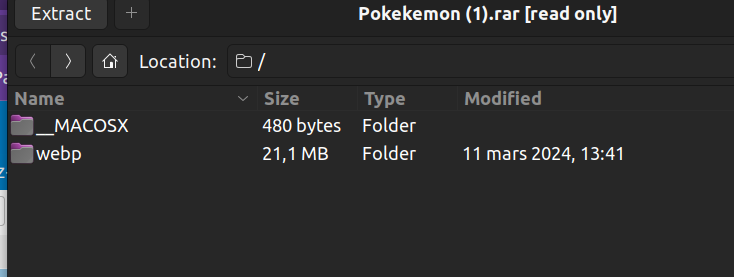 Extract + Pokekemon (1).rar [read only]
Location: /
Name Size Type Modified
__MACOSX 480 bytes Folder
webp 21,1 MB Folder 11 mars 2024, 13:41